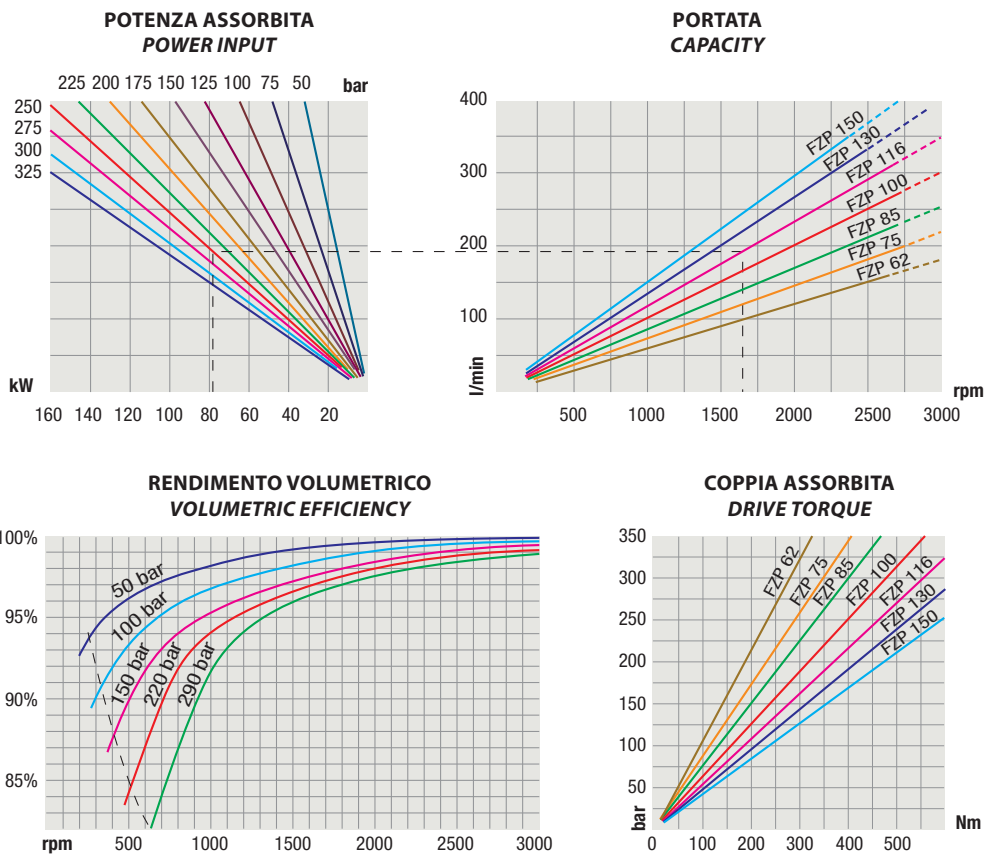 POTENZA ASSORBITA
POWER INPUT
225 200 175 150 125 100 75 50 bar
250
275
300
325
kW
160 140 120 100 80 60 40 20
PORTATA
CAPACITY
400
300
200
100
l/min
FZP 150
FZP 130
FZP 116
FZP 100
FZP 85
FZP 75
FZP 62
rpm
500 1000 1500 2000 2500 3000
RENDIMENTO VOLUMETRICO
VOLUMETRIC EFFICIENCY
100%
95%
90%
85%
50 bar
100 bar
150 bar
220 bar
290 bar
rpm 500 1000 1500 2000 2500 3000
COPPIA ASSORBITA
DRIVE TORQUE
350
300
250
200
150
100
50
bar
FZP 62
FZP 75
FZP 85
FZP 100
FZP 116
FZP 130
FZP 150
Nm
0 100 200 300 400 500